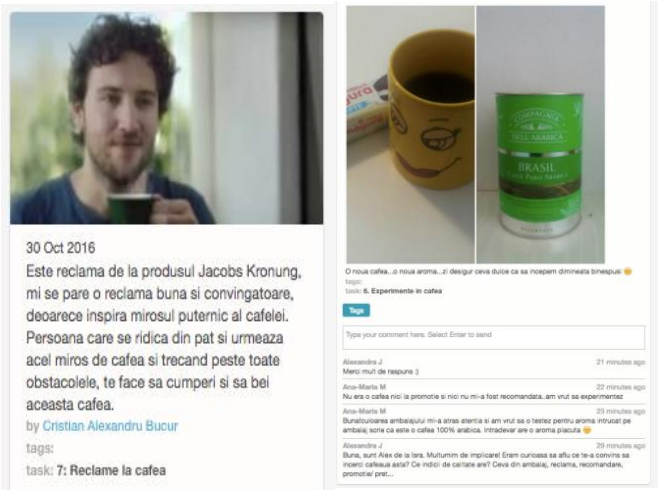 30 Oct 2016
Este reclama de la produsul Jacobs Kronung,
mi se pare o reclama buna si convingatoare,
deoarece inspira mirosul puternic al cafelei.
Persoana care se ridica din pat si urmeaza
acel miros de cafea si trecand peste toate
obstacolele, te face sa cumperi si sa bei
aceasta cafea.
by Cristian Alexandru Bucur
tags:
task: 7: Reclame la cafea
COMPAGNIA
DELL'ARABICA
BRASIL
O noua cafea...o noua aroma...zi desigur ceva dulce ca sa incepem dimineata binespusi 😊
tags:
task: 6. Experimente in cafea
Tags
Type your comment here. Select Enter to send
Alexandra J 21 minutes ago
Merci mult de raspuns :)
Ana-Maria M 22 minutes ago
Nu era o cafea nici la promotie si nici nu mi-a fost recomandata..am vrut sa experimentez
Ana-Maria M 23 minutes ago
ambalajului mi-a atras atentia si am vrut sa o testez pentru aroma intrucat pe
ambalaj scria ca este o cafea 100% arabica. Intradevar are o aroma placuta 😊
Alexandra J 29 minutes ago
Buna, sunt Alex de la Multumim de implicare! Eram curioasa sa aflu ce te-a convins sa
incerci cafeaua asta? Ce indicii de calitate are? Ceva din ambalaj, reclama, recomandare,
promotie/ pret...